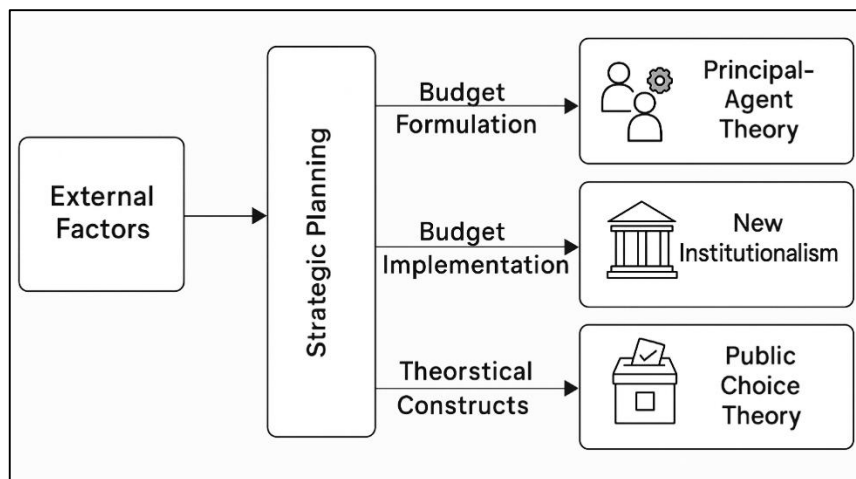 External
Factors
Strategic Planning
Budget
Formulation
Budget
Implementation
Theorstical
Constructs
Principal-
Agent
Theory
New
Institutionalism
Public
Choice
Theory